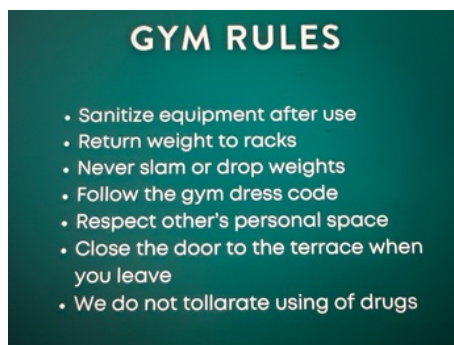 GYM RULES
• Sanitize equipment after use
• Return weight to racks
• Never slam or drop weights
• Follow the gym dress code
• Respect other's personal space
• Close the door to the terrace when
you leave
• We do not tollarate using of drugs